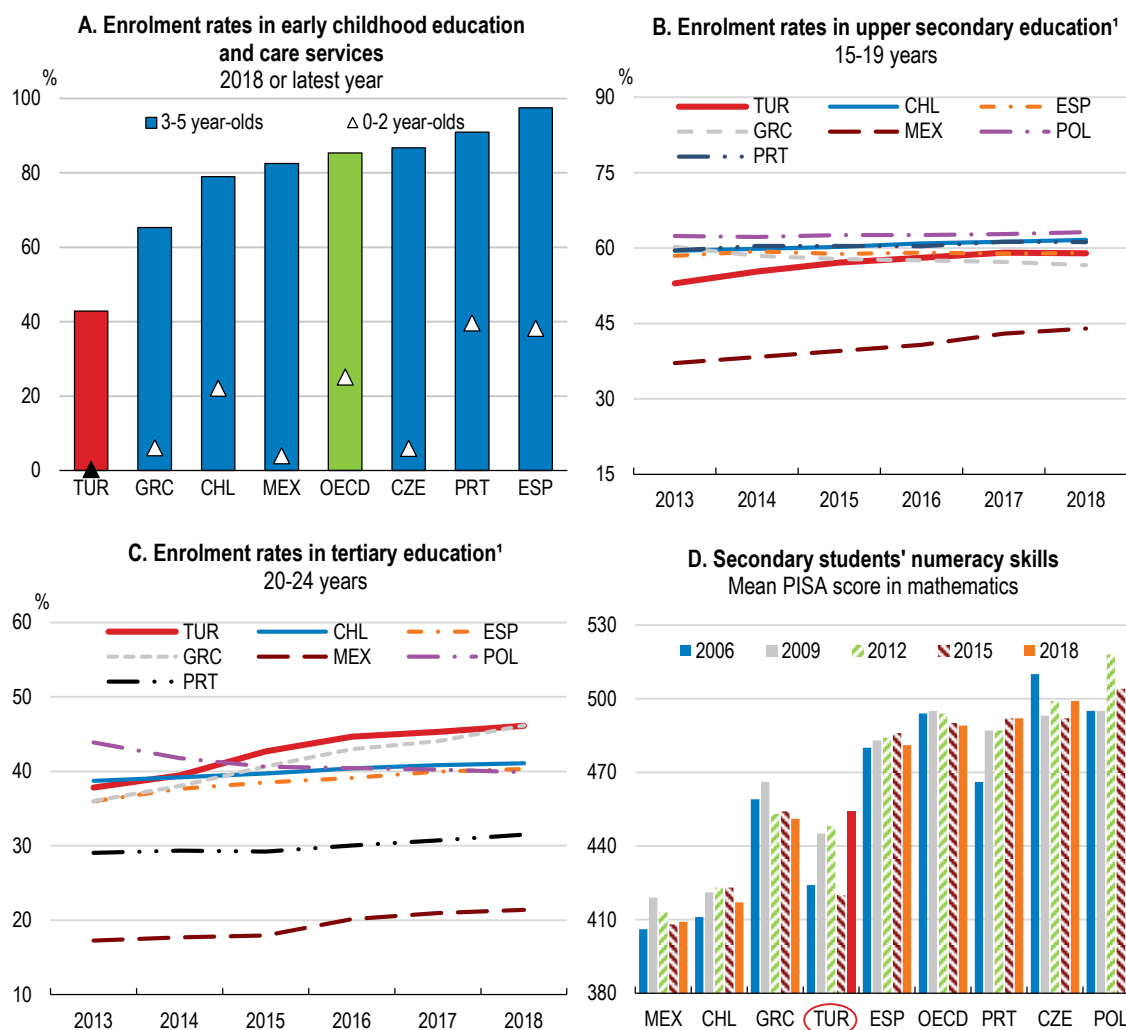 A. Enrolment rates in early childhood education
and care services
2018 or latest year
%
3-5 year-olds
0-2 year-olds
100
80
60
40
20
0
TUR GRC CHL MEX OECD CZE PRT ESP
B. Enrolment rates in upper secondary education¹
15-19 years
%
TUR CHL ESP
GRC MEX POL
PRT
90
75
60
45
30
15
2013 2014 2015 2016 2017 2018
C. Enrolment rates in tertiary education¹
20-24 years
%
TUR CHL ESP
GRC MEX POL
PRT
60
50
40
30
20
10
2013 2014 2015 2016 2017 2018
D. Secondary students' numeracy skills
Mean PISA score in mathematics
2006 2009 2012 2015 2018
530
500
470
440
410
380
MEX CHL GRC TUR ESP OECD PRT CZE POL